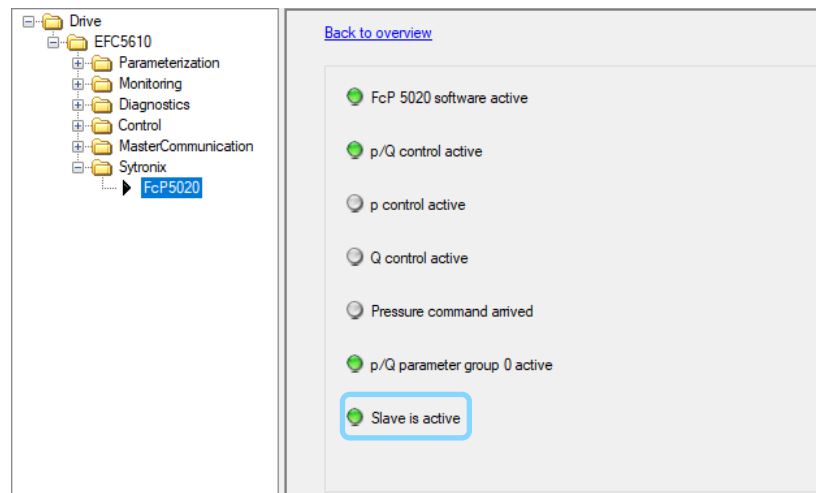 Drive
EFC5610
Parameterization
Monitoring
Diagnostics
Control
MasterCommunication
Sytronix
FcP5020
Back to overview
FcP 5020 software active
p/Q control active
p control active
Q control active
Pressure command arrived
p/Q parameter group 0 active
Slave is active